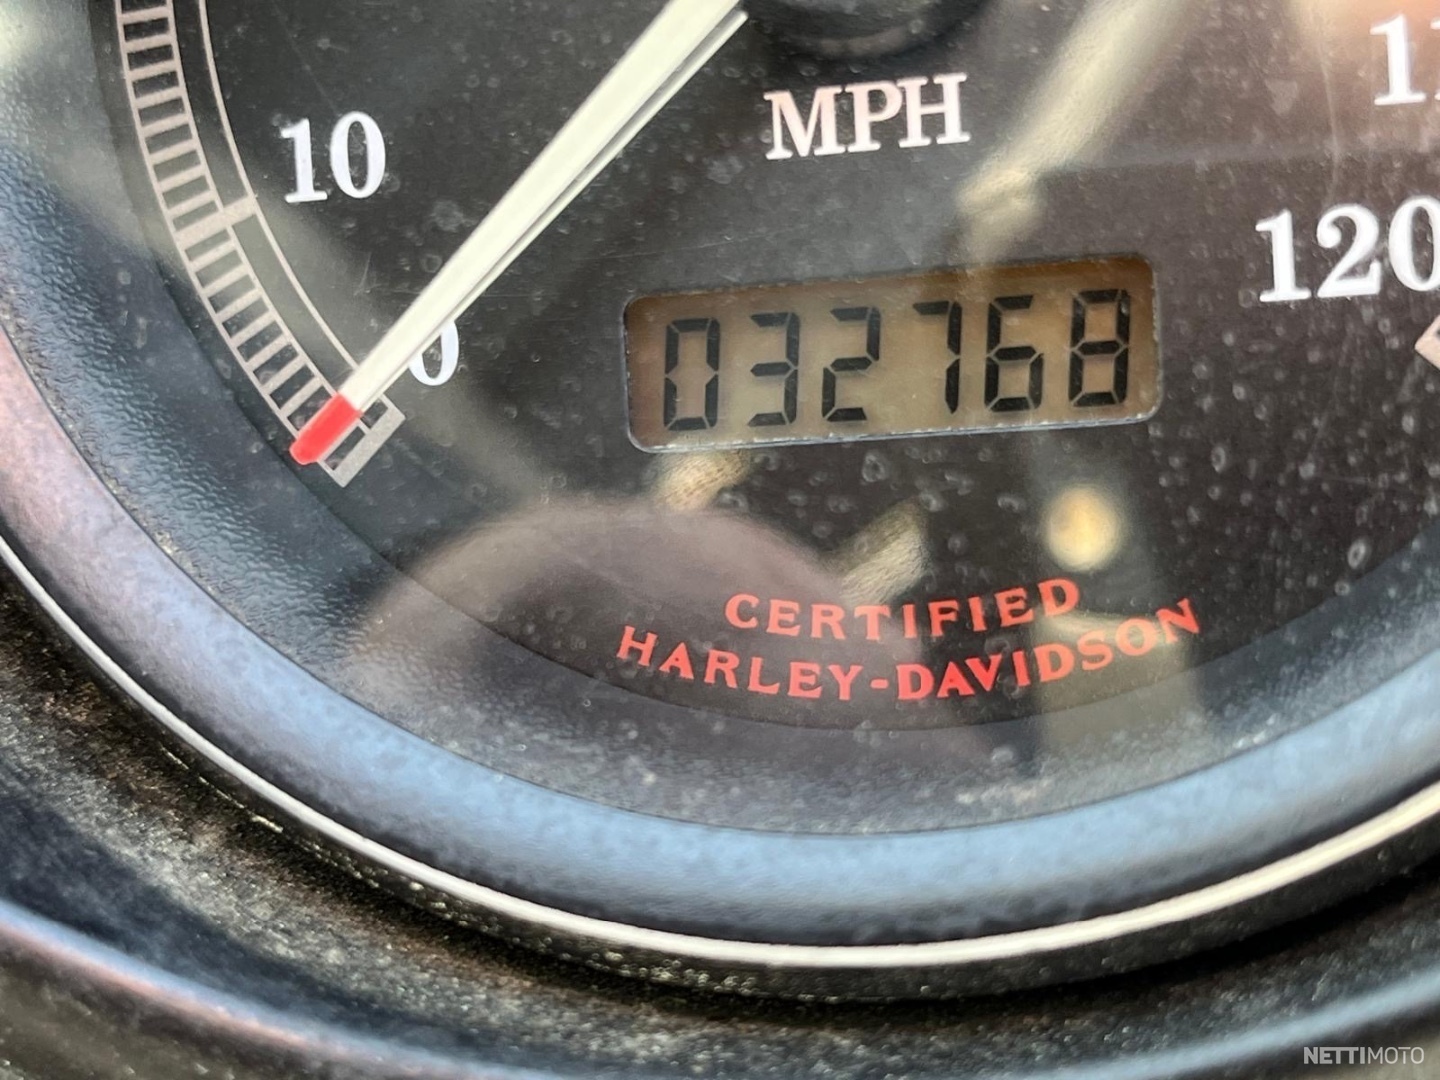 MPH
10
120
0
032768
CERTIFIED
HARLEY-DAVIDSON
NETTIMOTO